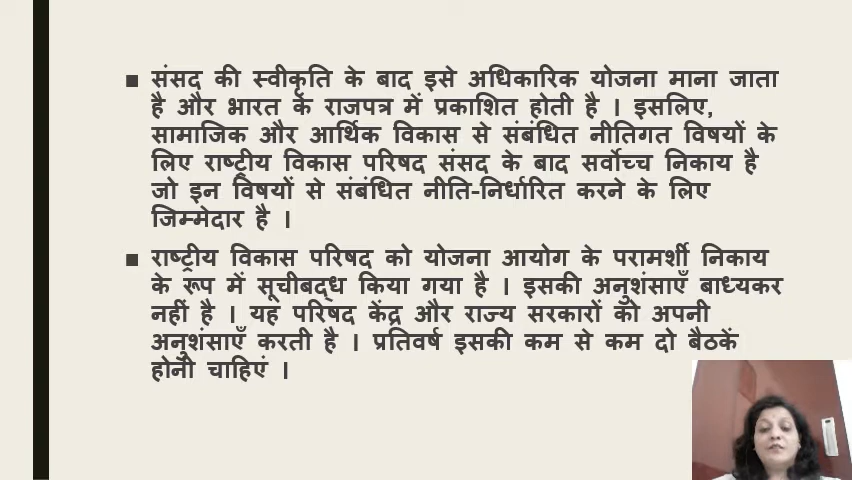 ■ संसद की स्वीकृति के बाद इसे अधिकारिक योजना माना जाता
है और भारत के राजपत्र में प्रकाशित होती है । इसलिए,
सामाजिक और आर्थिक विकास से संबंधित नीतिगत विषयों के
लिए राष्ट्रीय विकास परिषद संसद के बाद सर्वोच्च निकाय है
जो इन विषयों से संबंधित नीति-निर्धारित करने के लिए
जिम्मेदार है ।
■ राष्ट्रीय विकास परिषद को योजना आयोग के परामर्शी निकाय
के रूप में सूचीबद्ध किया गया है । इसकी अनुशंसाएँ बाध्यकर
नहीं है । यह परिषद केंद्र और राज्य सरकारों को अपनी
अनुशंसाएँ करती है । प्रतिवर्ष इसकी कम से कम दो बैठकें
होनी चाहिएं ।